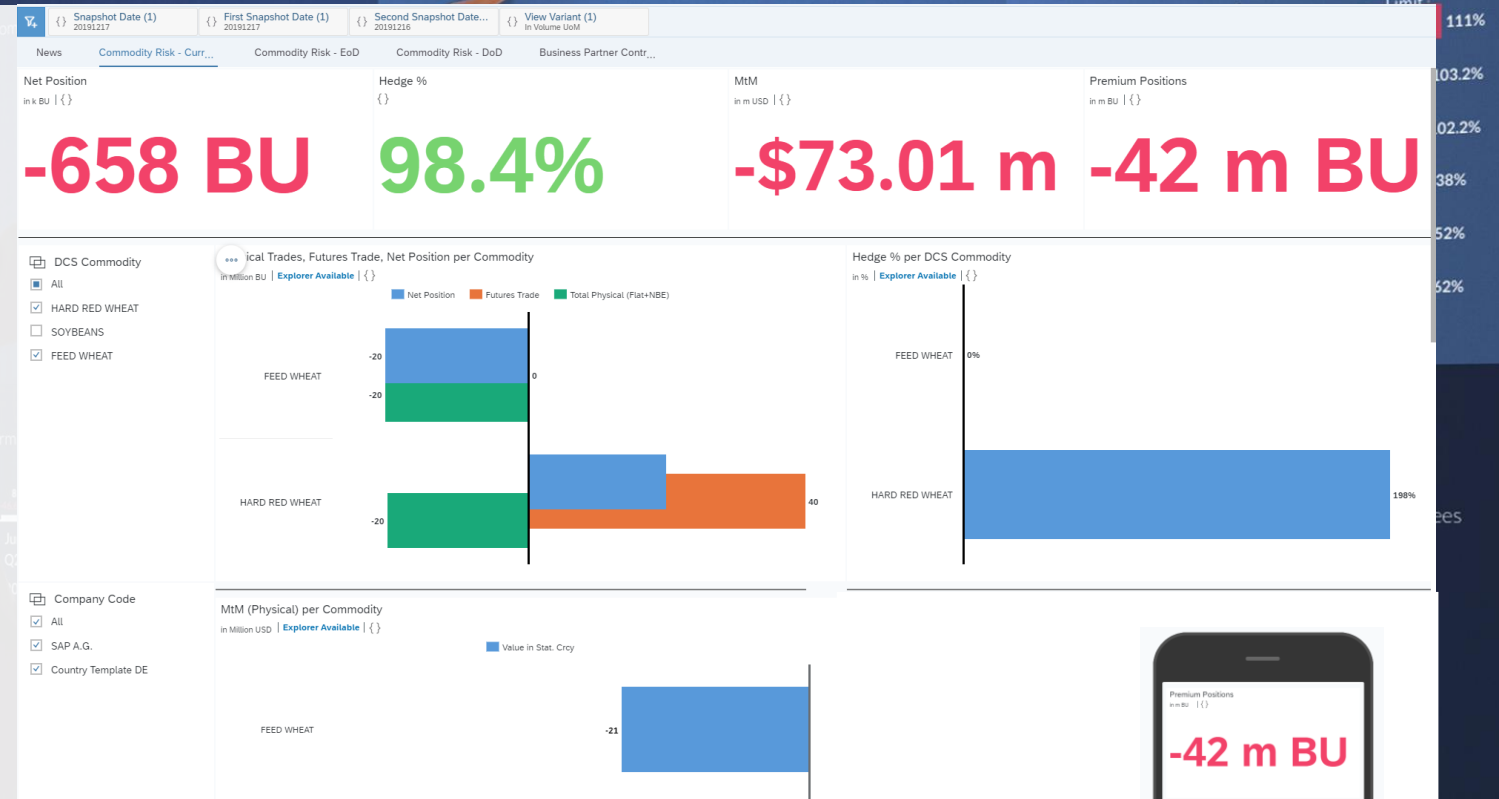 Snapshot Date (1)
20191217
First Snapshot Date (1)
20191217
Second Snapshot Date...
20191216
View Variant (1)
In Volume UoM
111%
News
Commodity Risk - Curr...
Commodity Risk - EoD
Commodity Risk - DoD
Business Partner Contr...
103.2%
Net Position
in k BU | { }
-658 BU
Hedge %
{ }
98.4%
MtM
in m USD | { }
-$73.01 m
Premium Positions
in m BU | { }
-42 m BU
02.2%
38%
52%
62%
DCS Commodity
All
HARD RED WHEAT
SOYBEANS
FEED WHEAT
ical Trades, Futures Trade, Net Position per Commodity
in Million BU | Explorer Available | { }
Net Position
Futures Trade
Total Physical (Flat+NBE)
FEED WHEAT
-20
0
-20
HARD RED WHEAT
40
-20
Hedge % per DCS Commodity
in % | Explorer Available | { }
FEED WHEAT
0%
HARD RED WHEAT
198%
ees
Company Code
All
SAP A.G.
Country Template DE
MtM (Physical) per Commodity
in Million USD | Explorer Available | { }
Value in Stat. Crcy
FEED WHEAT
-21
Premium Positions
in m BU | { }
-42 m BU